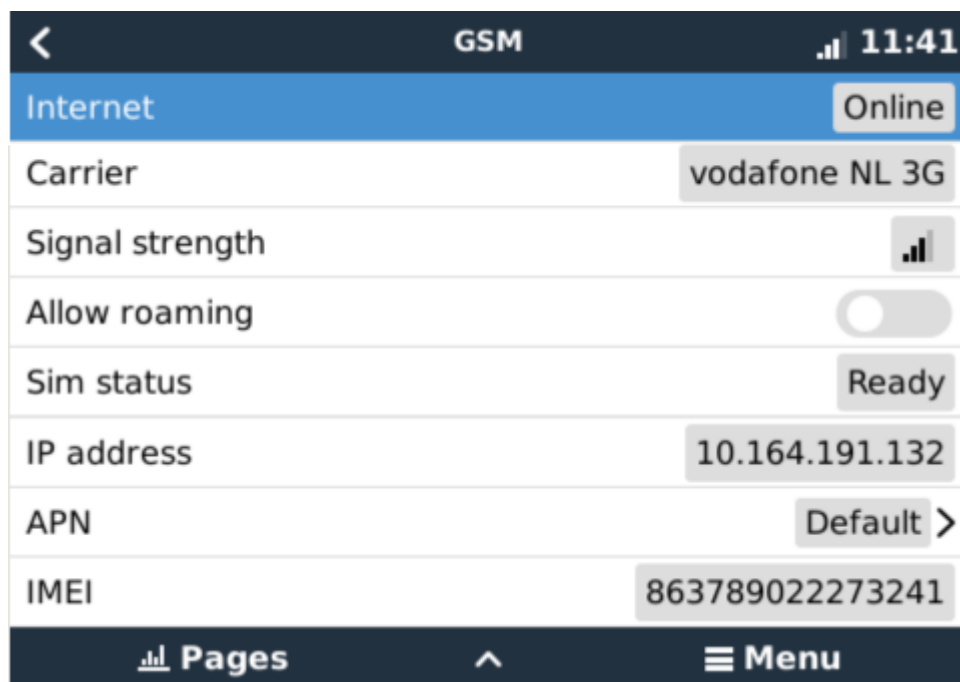 GSM 11:41
Internet Online
Carrier vodafone NL 3G
Signal strength
Allow roaming
Sim status Ready
IP address 10.164.191.132
APN Default
IMEI 863789022273241
Pages Menu